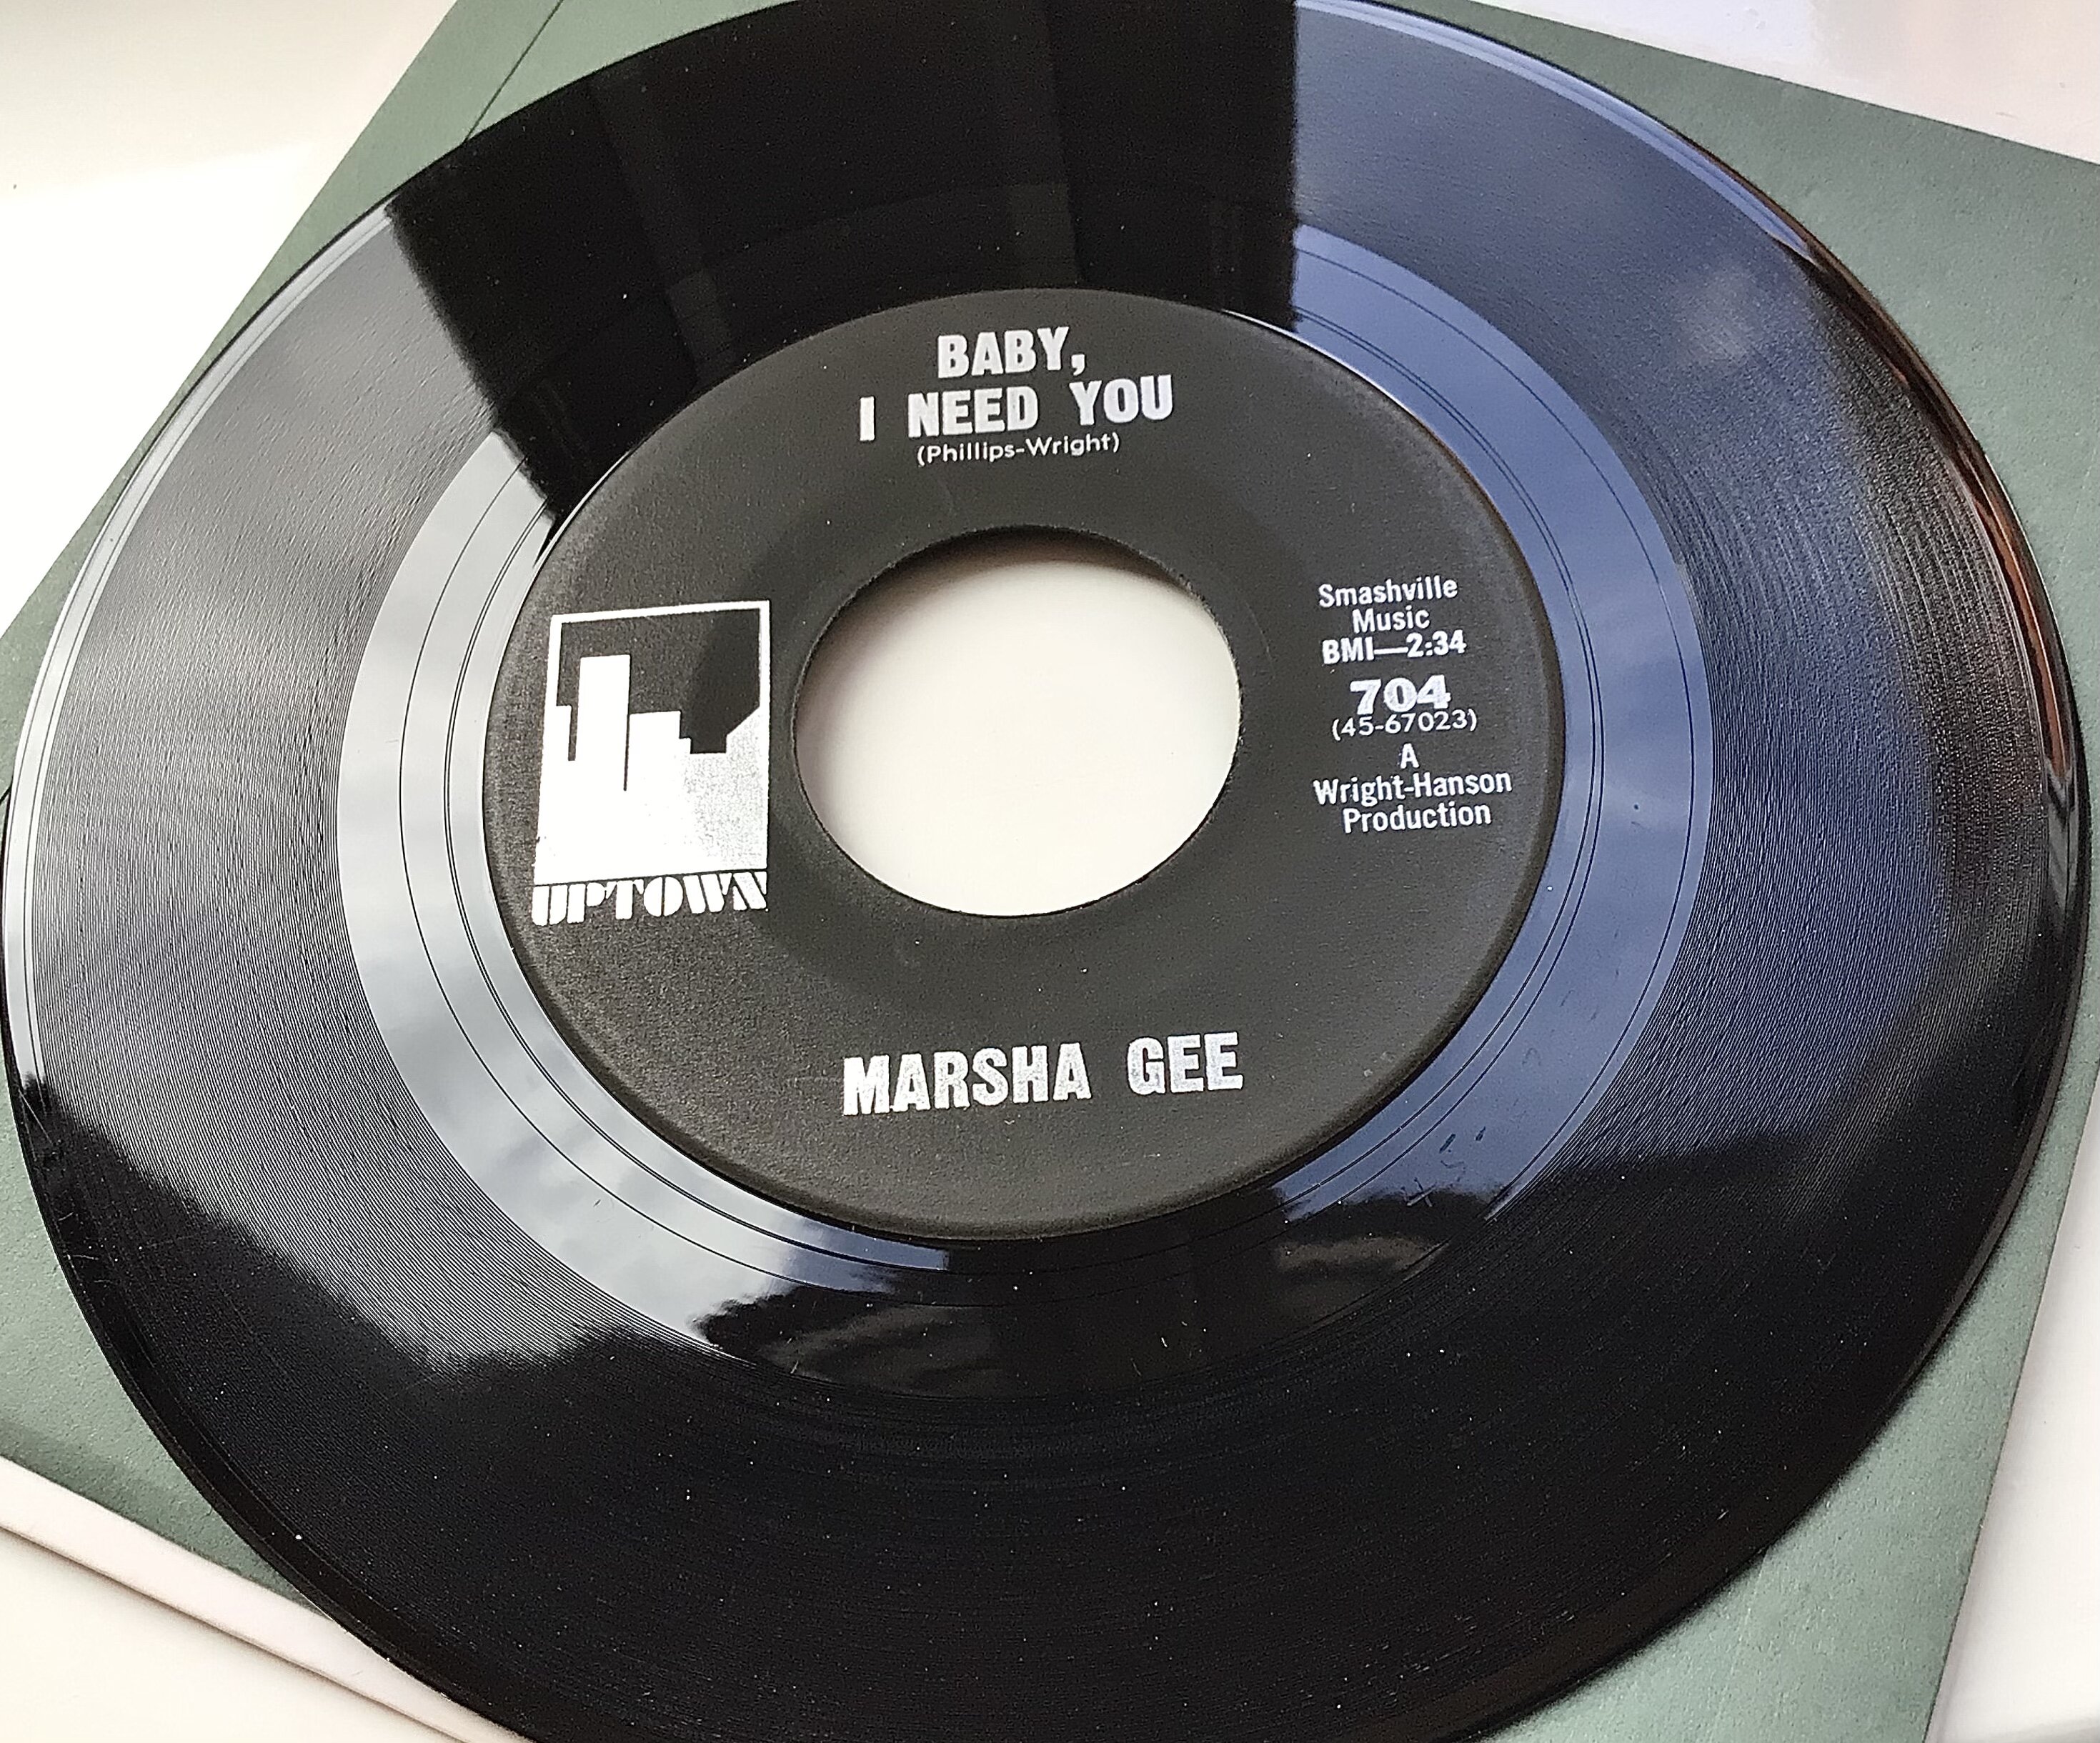 BABY,
I NEED YOU
(Phillips-Wright)
Smashville
Music
BMI—2:34
704
(45-67023)
A
Wright-Hanson
Production
UPTOWN
MARSHA GEE